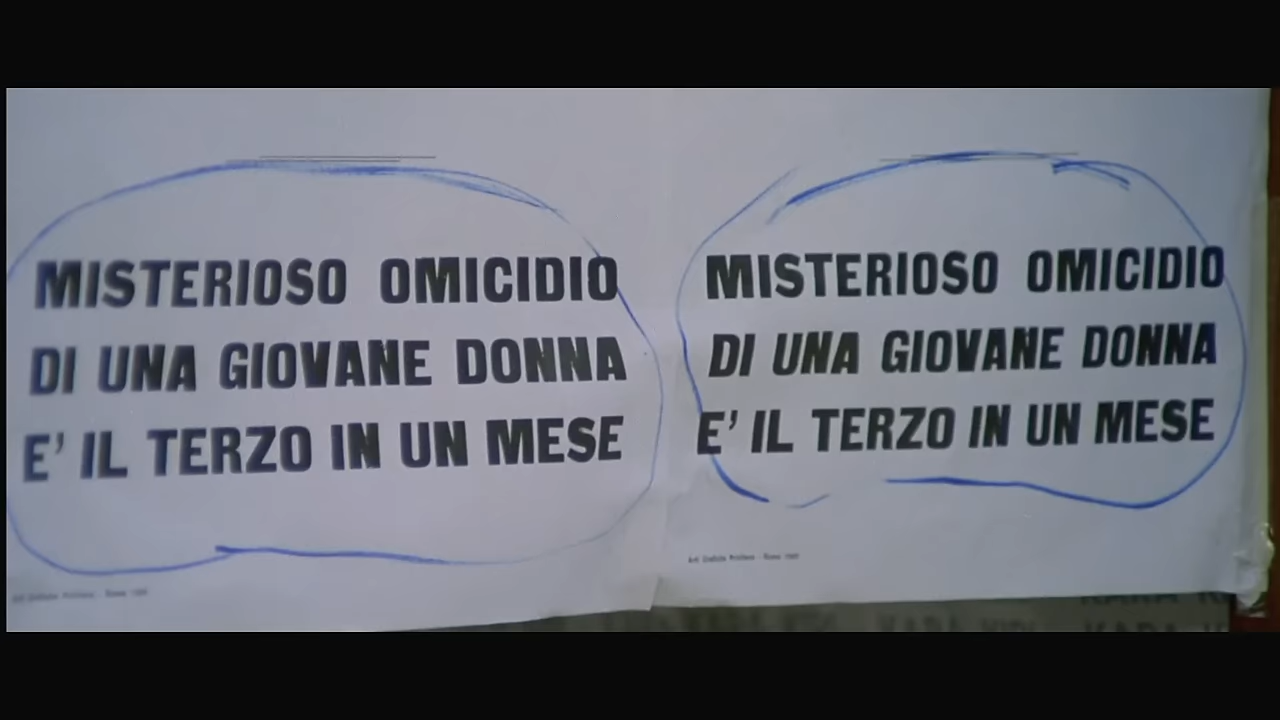 MISTERIOSO OMICIDIO
DI UNA GIOVANE DONNA
E' IL TERZO IN UN MESE
MISTERIOSO OMICIDIO
DI UNA GIOVANE DONNA
E' IL TERZO IN UN MESE